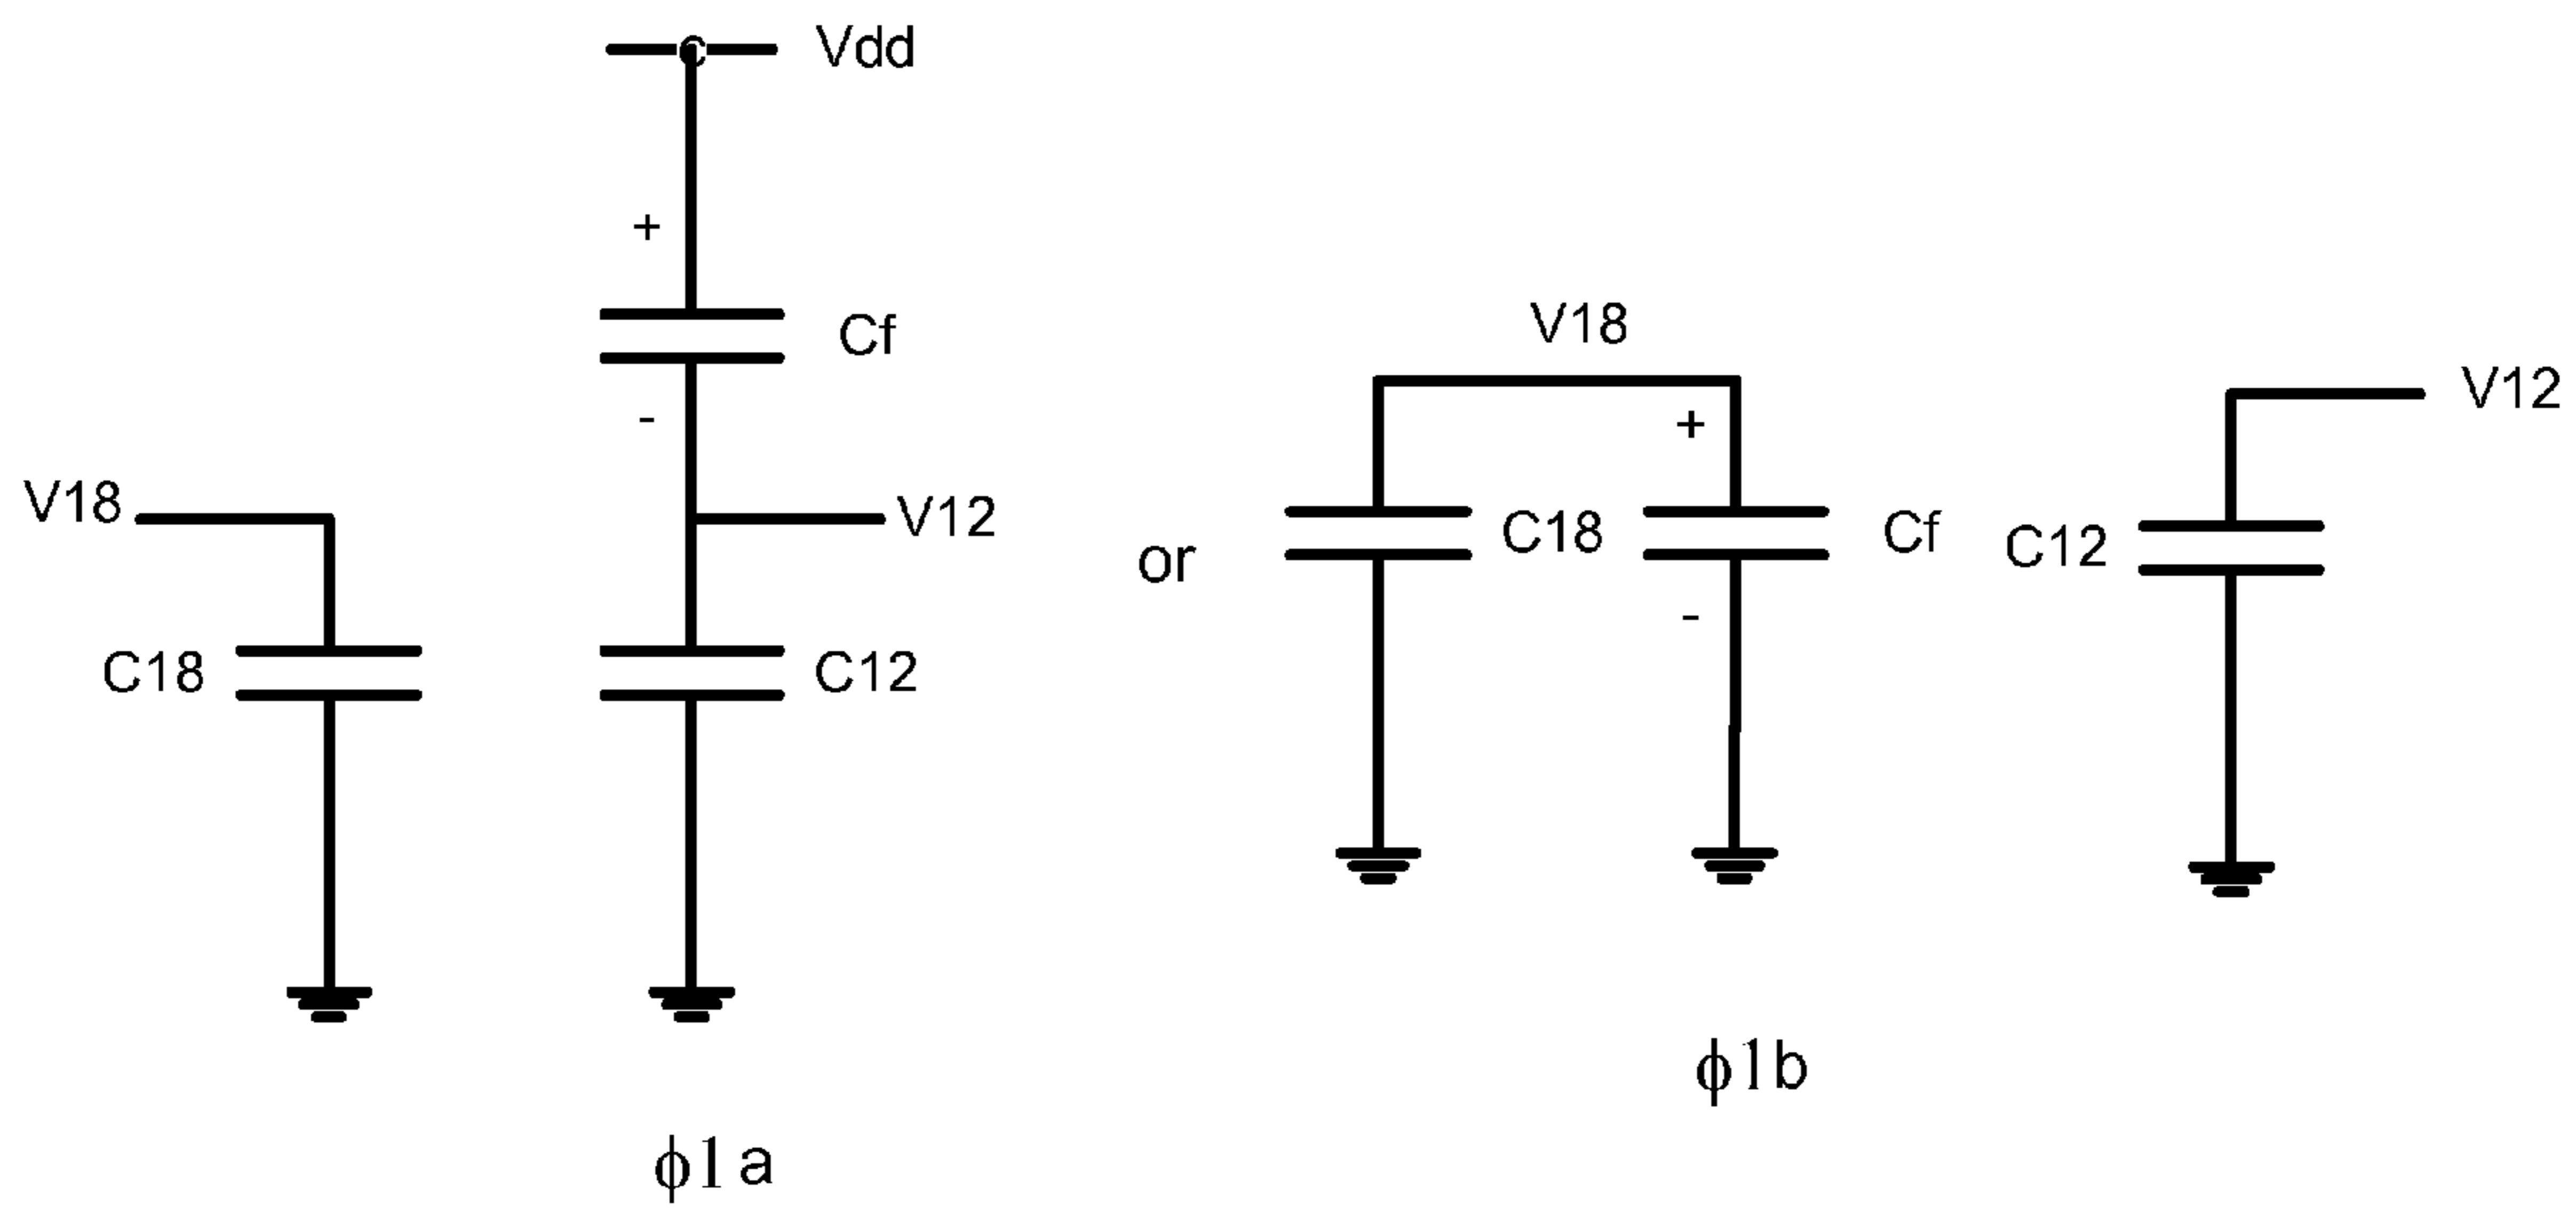 Vdd
c
+
Cf
-
V18
V12
C18
C12
ϕ1a
or
V18
+
C18
Cf
-
C12
V12
ϕ1b